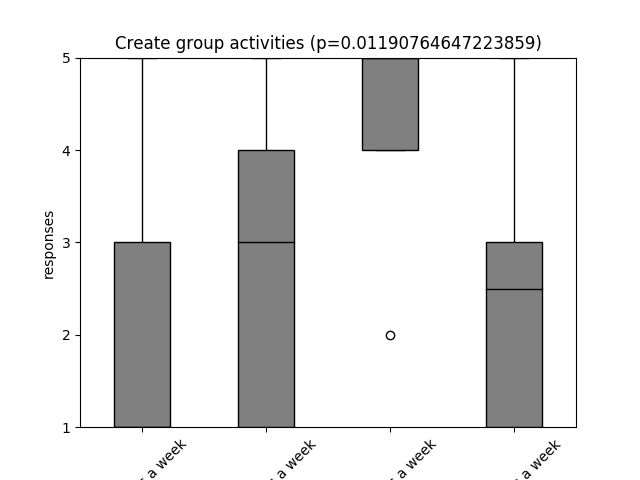 Create group activities (p=0.01190764647223859)
5
4
3
2
1
responses
a week
a week
a week
a week